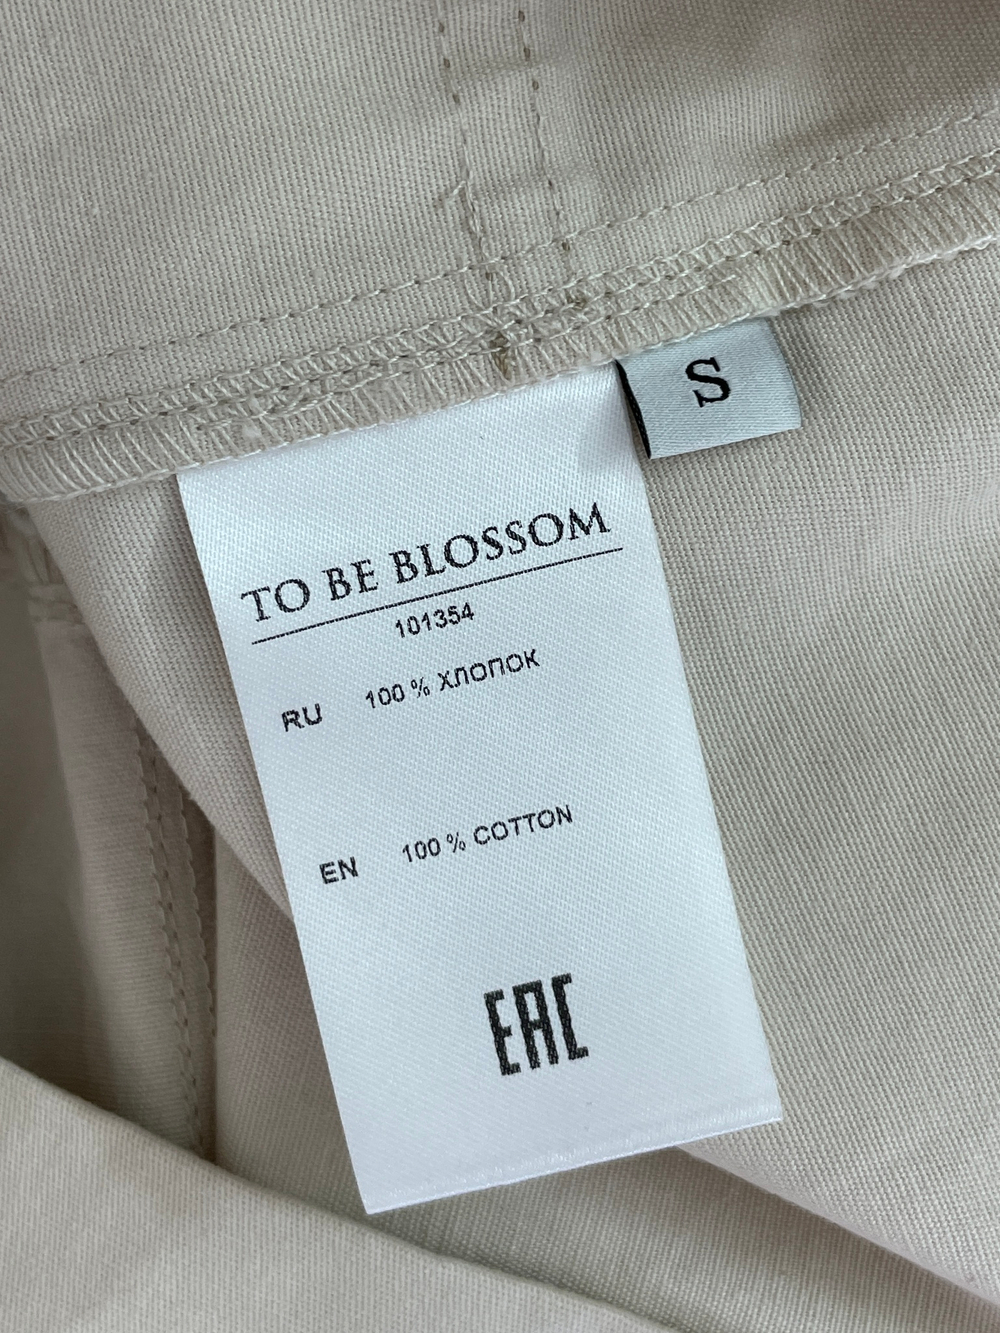 S
TO BE BLOSSOM
101354
RU 100 % ХЛОПОК
EN 100 % COTTON
EAC